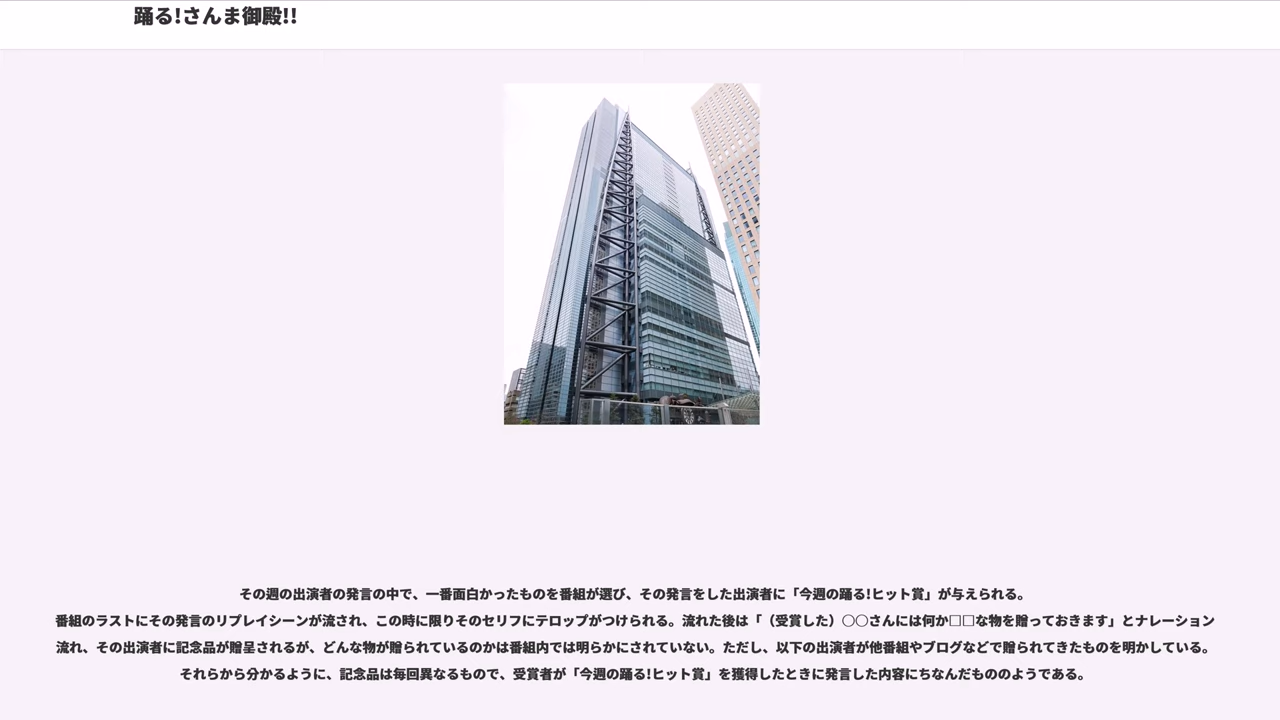 踊る!さんま御殿!!
その週の出演者の発言の中で、一番面白かったものを番組が選び、その発言をした出演者に「今週の踊る!ヒット賞」が与えられる。
番組のラストにその発言のリプレイシーンが流され、この時に限りそのセリフにテロップがつけられる。流れた後は「（受賞した）〇〇さんには何か□□な物を贈っておきます」とナレーション
流れ、その出演者に記念品が贈呈されるが、どんな物が贈られているのかは番組内では明らかにされていない。ただし、以下の出演者が他番組やブログなどで贈られてきたものを明かしている。
それらから分かるように、記念品は毎回異なるもので、受賞者が「今週の踊る!ヒット賞」を獲得したときに発言した内容にちなんだもののようである。